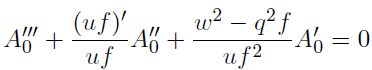 A_0''' + \frac{(uf)'}{uf} A_0'' + \frac{w^2 - q^2 f}{uf^2} A_0' = 0